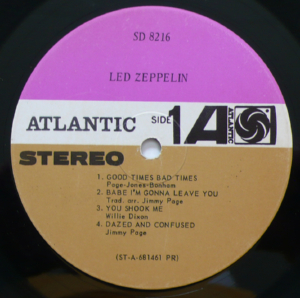 SD 8216
LED ZEPPELIN
ATLANTIC SIDE 1 A ATLANTIC
STEREO
1. GOOD TIMES BAD TIMES
Page-Jones-Bonham
2. BABE I'M GONNA LEAVE YOU
Trad. arr. Jimmy Page
3. YOU SHOOK ME
Willie Dixon
4. DAZED AND CONFUSED
Jimmy Page
(ST-A-681461 PR)